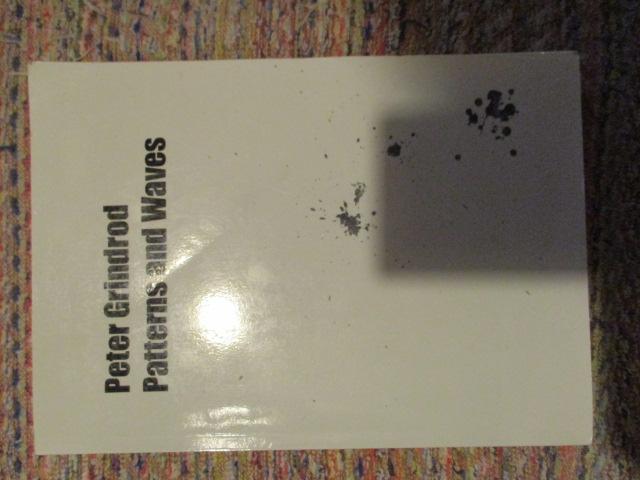 Peter Grindrod
Patterns and Waves